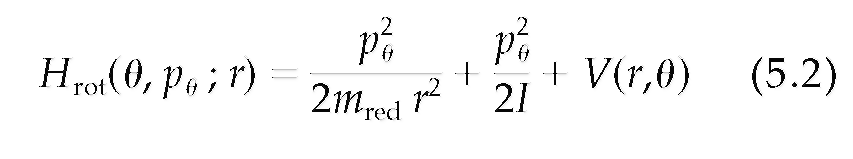 H_rot(θ, p_θ ; r) = p_θ^2 / (2m_red r^2) + p_θ^2 / (2I) + V(r,θ) (5.2)